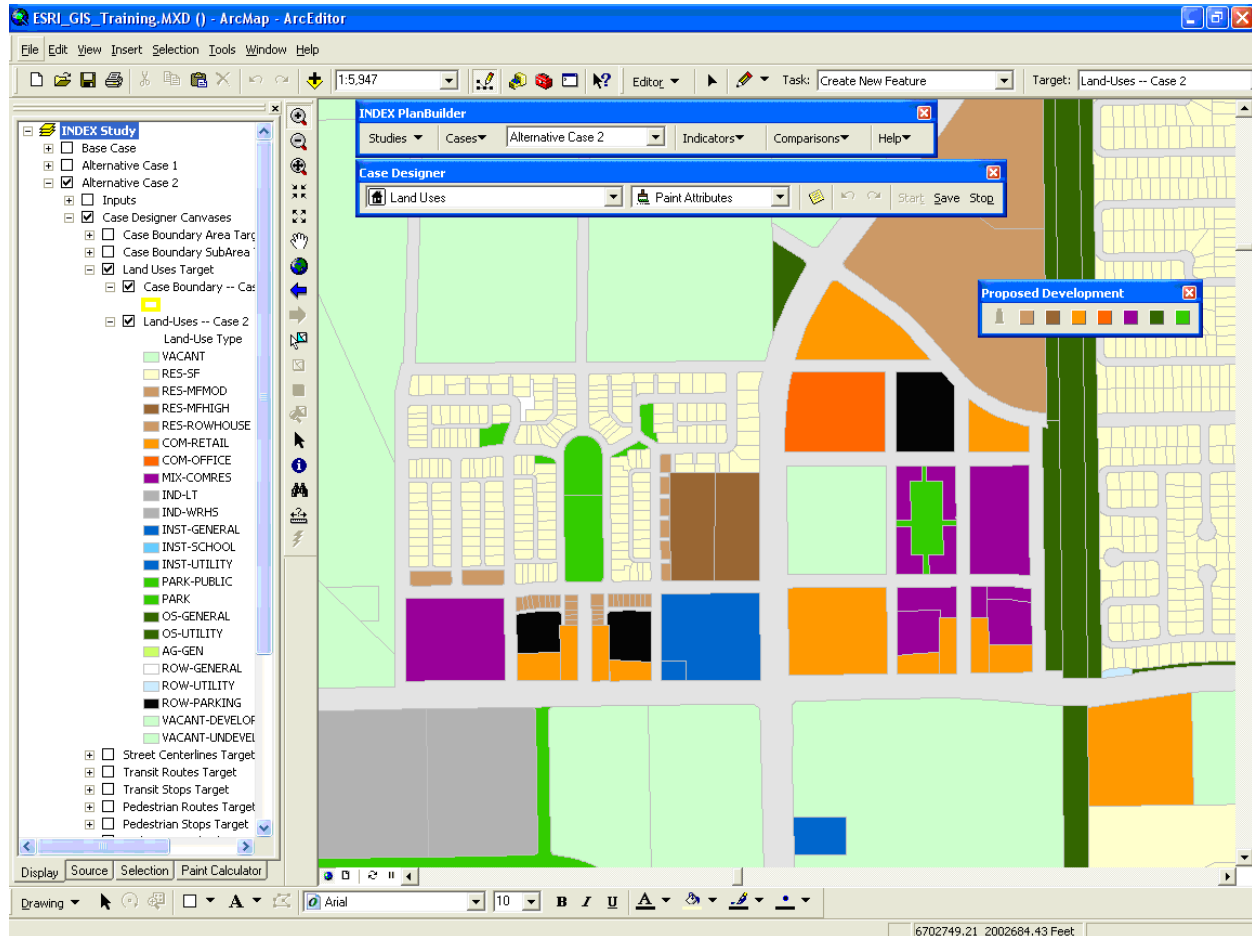 ESRI_GIS_Training.MXD () - ArcMap - ArcEditor
File Edit View Insert Selection Tools Window Help
1:5,947 Editor Task: Create New Feature Target: Land-Uses -- Case 2
INDEX Study
Base Case
Alternative Case 1
Alternative Case 2
Inputs
Case Designer Canvases
Case Boundary Area Targ
Case Boundary SubArea
Land Uses Target
Case Boundary -- Cas
Land-Uses -- Case 2
Land-Use Type
VACANT
RES-SF
RES-MFMOD
RES-MFHIGH
RES-ROWHOUSE
COM-RETAIL
COM-OFFICE
MIX-COMRES
IND-LT
IND-WRHS
INST-GENERAL
INST-SCHOOL
INST-UTILITY
PARK-PUBLIC
PARK
OS-GENERAL
OS-UTILITY
AG-GEN
ROW-GENERAL
ROW-UTILITY
ROW-PARKING
VACANT-DEVELOP
VACANT-UNDEVEL
Street Centerlines Target
Transit Routes Target
Transit Stops Target
Pedestrian Routes Target
Pedestrian Stops Target
Display Source Selection Paint Calculator
INDEX PlanBuilder
Studies Cases Alternative Case 2 Indicators Comparisons Help
Case Designer
Land Uses Paint Attributes Start Save Stop
Proposed Development
Drawing A Arial 10 B I U A
6702749.21 2002684.43 Feet